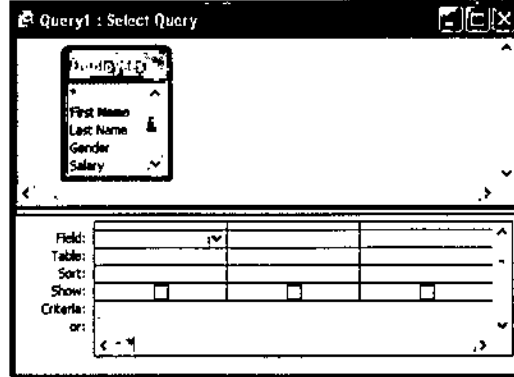 Query1 : Select Query
*
First Name
Last Name
Gender
Salary
Field:
Table:
Sort:
Show:
Criteria:
or: